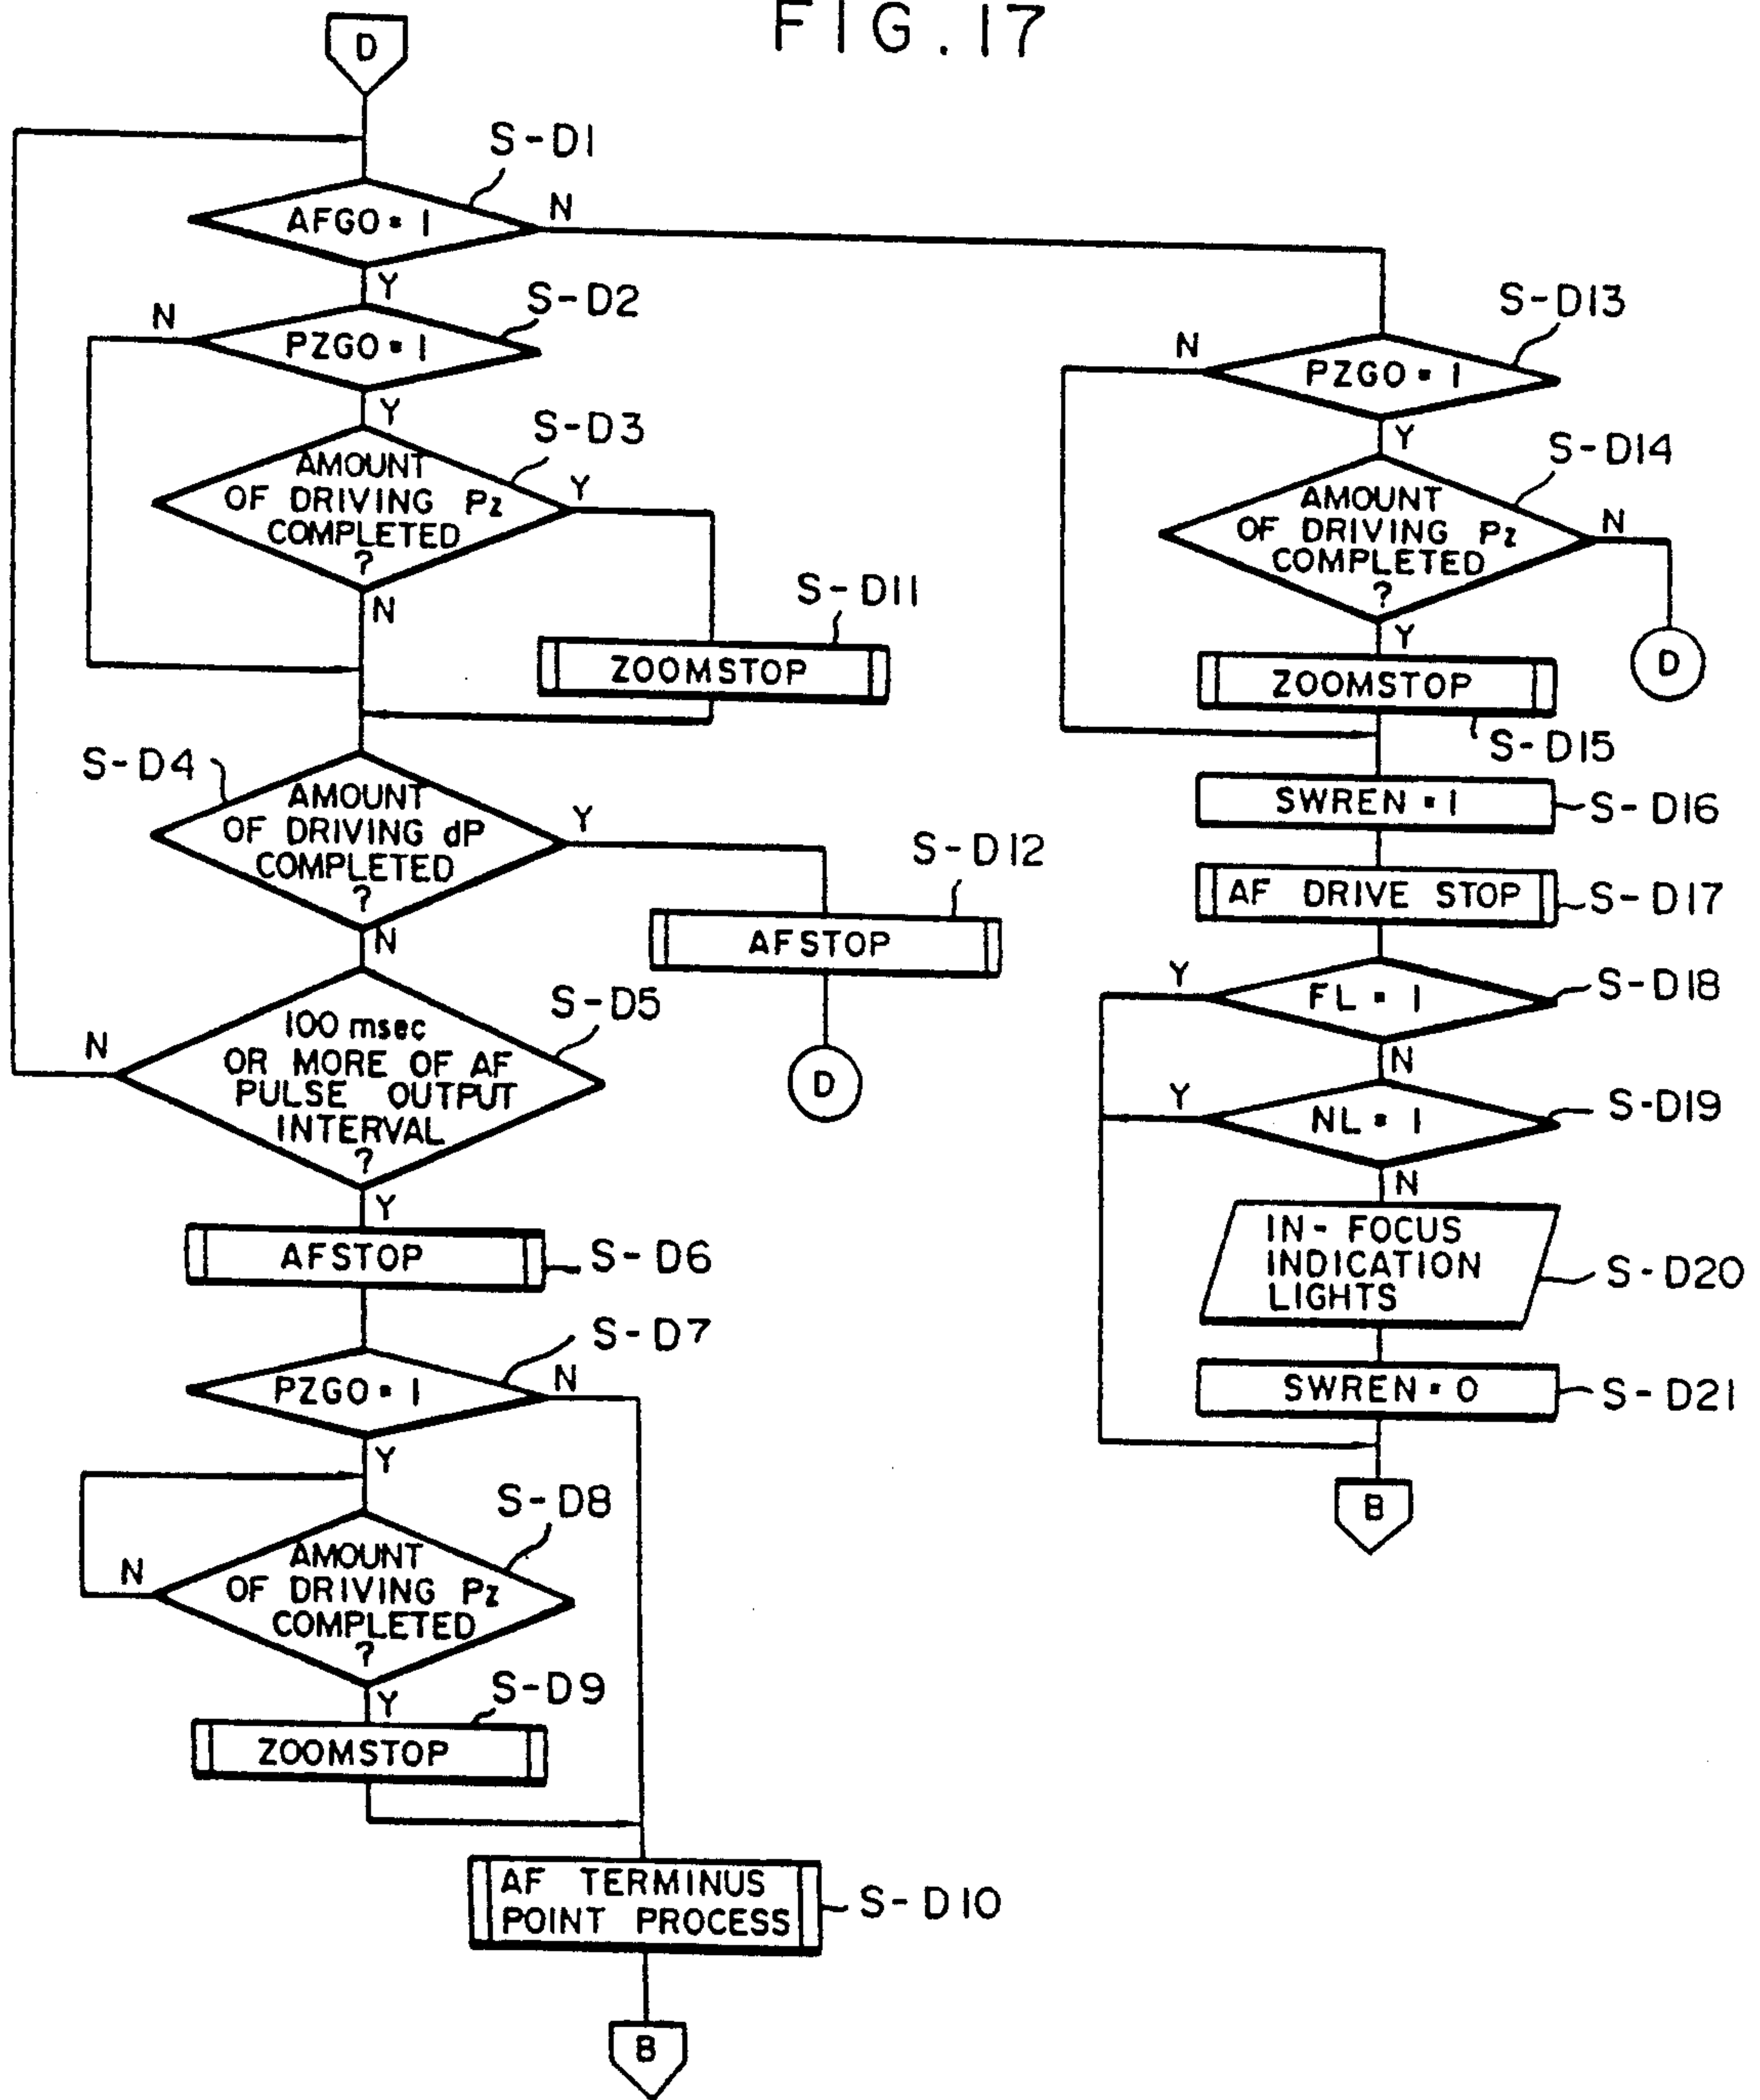 FIG. 17
D
S-D1
AFGO = 1
N
Y
S-D2
N
PZGO = 1
Y
S-D3
AMOUNT
OF DRIVING Pz
COMPLETED
?
Y
N
S-D11
ZOOMSTOP
S-D4
AMOUNT
OF DRIVING dP
COMPLETED
?
Y
N
S-D12
AFSTOP
D
S-D5
100 msec
OR MORE OF AF
PULSE OUTPUT
INTERVAL
?
N
Y
AFSTOP
S-D6
S-D7
PZGO = 1
N
Y
S-D8
AMOUNT
OF DRIVING Pz
COMPLETED
?
N
Y
S-D9
ZOOMSTOP
AF TERMINUS
POINT PROCESS
S-D10
B
S-D13
N
PZGO = 1
Y
S-D14
AMOUNT
OF DRIVING Pz
COMPLETED
?
N
D
Y
ZOOMSTOP
S-D15
SWREN = 1
S-D16
AF DRIVE STOP
S-D17
Y
FL = 1
S-D18
N
Y
NL = 1
S-D19
N
IN-FOCUS
INDICATION
LIGHTS
S-D20
SWREN = 0
S-D21
B